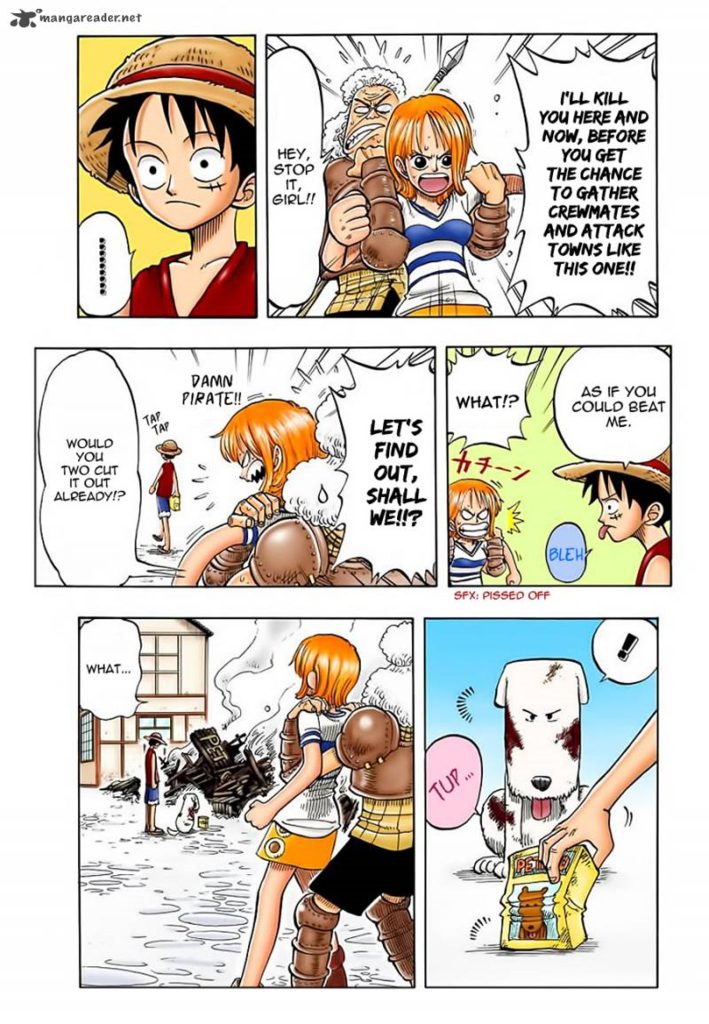 mangareader.net
I'LL KILL
YOU HERE AND
NOW, BEFORE
YOU GET
THE CHANCE
TO GATHER
CREWMATES
AND ATTACK
TOWNS LIKE
THIS ONE!!
HEY,
STOP
IT,
GIRL!!
AS IF YOU
COULD BEAT
ME.
WHAT!?
カチーン
BLEH
SFX: PISSED OFF
LET'S
FIND
OUT,
SHALL
WE!!?
DAMN
PIRATE!!
TAP
TAP
WOULD
YOU
TWO CUT
IT OUT
ALREADY!?
!
TUP...
PET
WHAT...